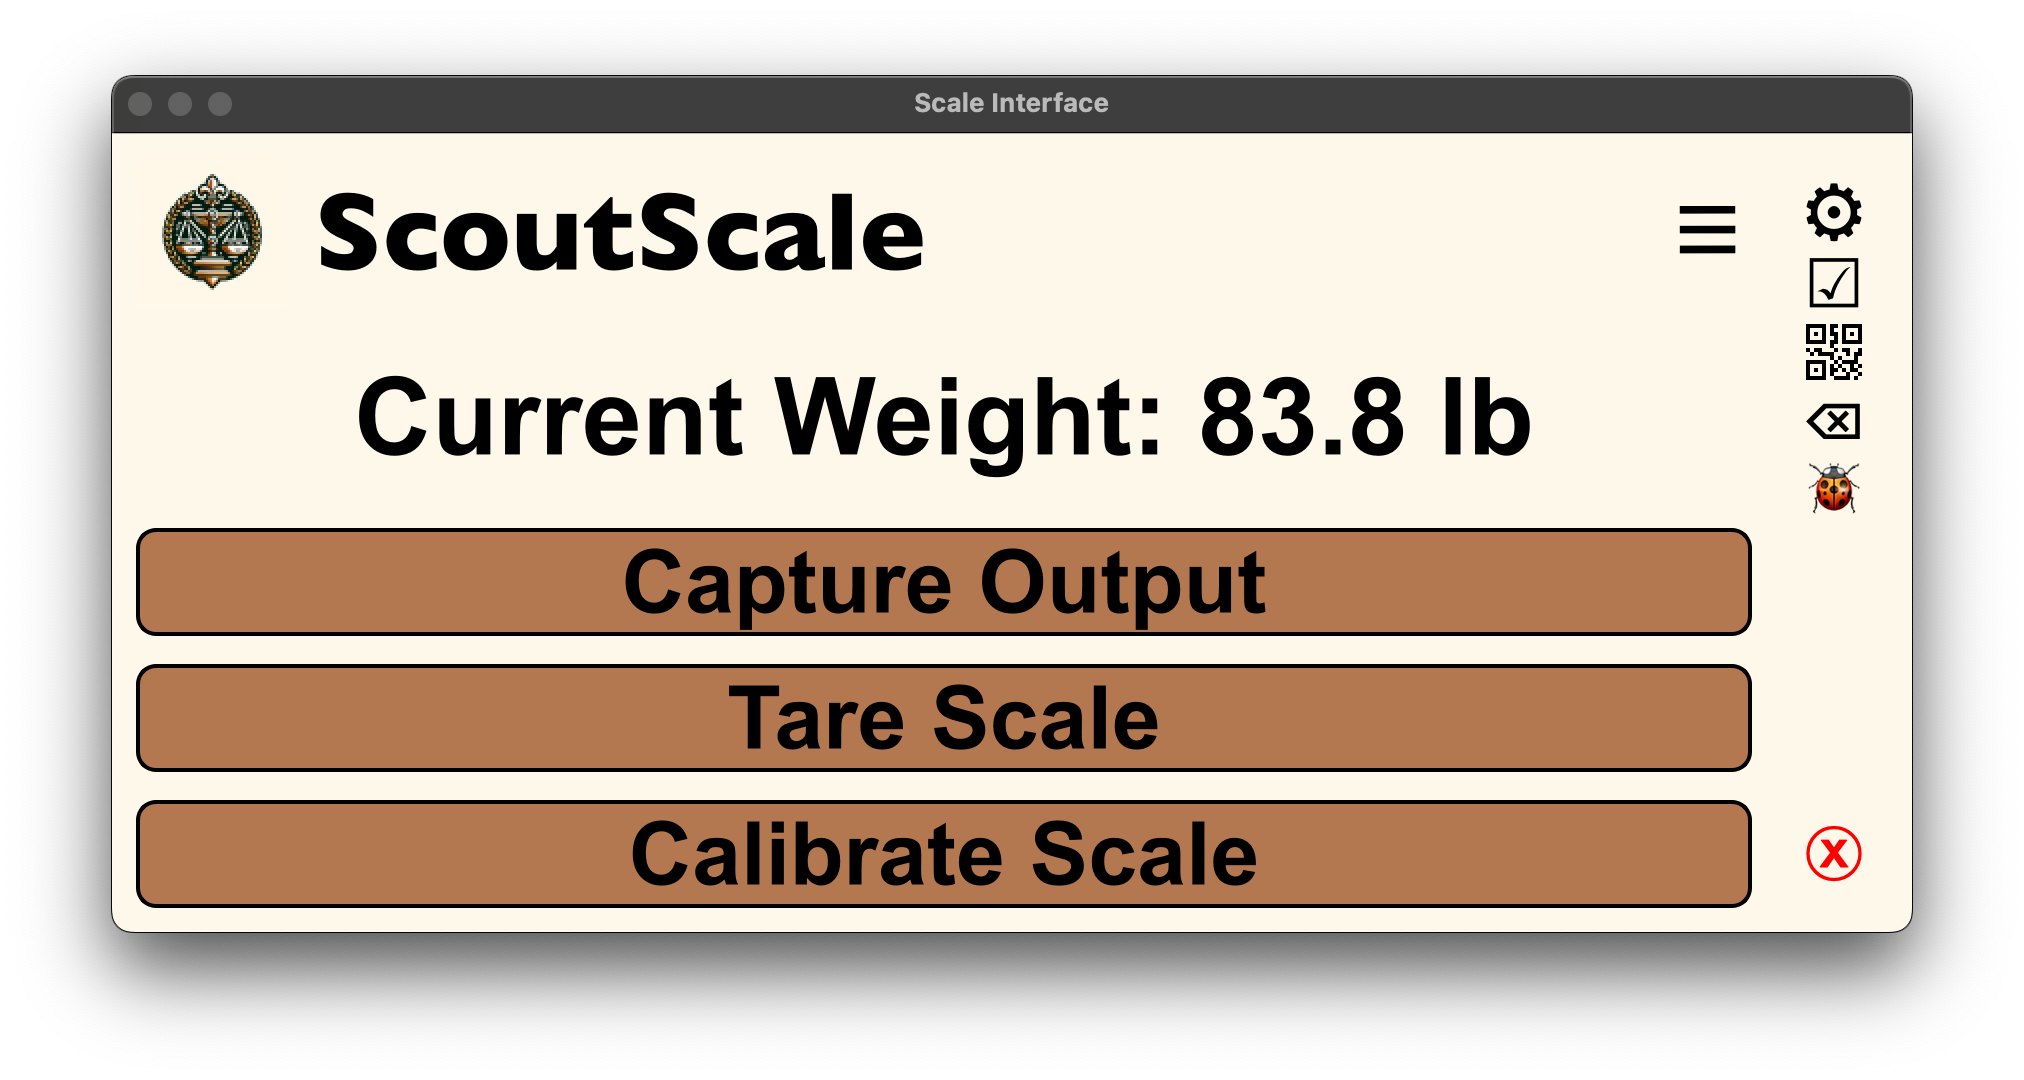 Scale Interface
ScoutScale
Current Weight: 83.8 lb
Capture Output
Tare Scale
Calibrate Scale